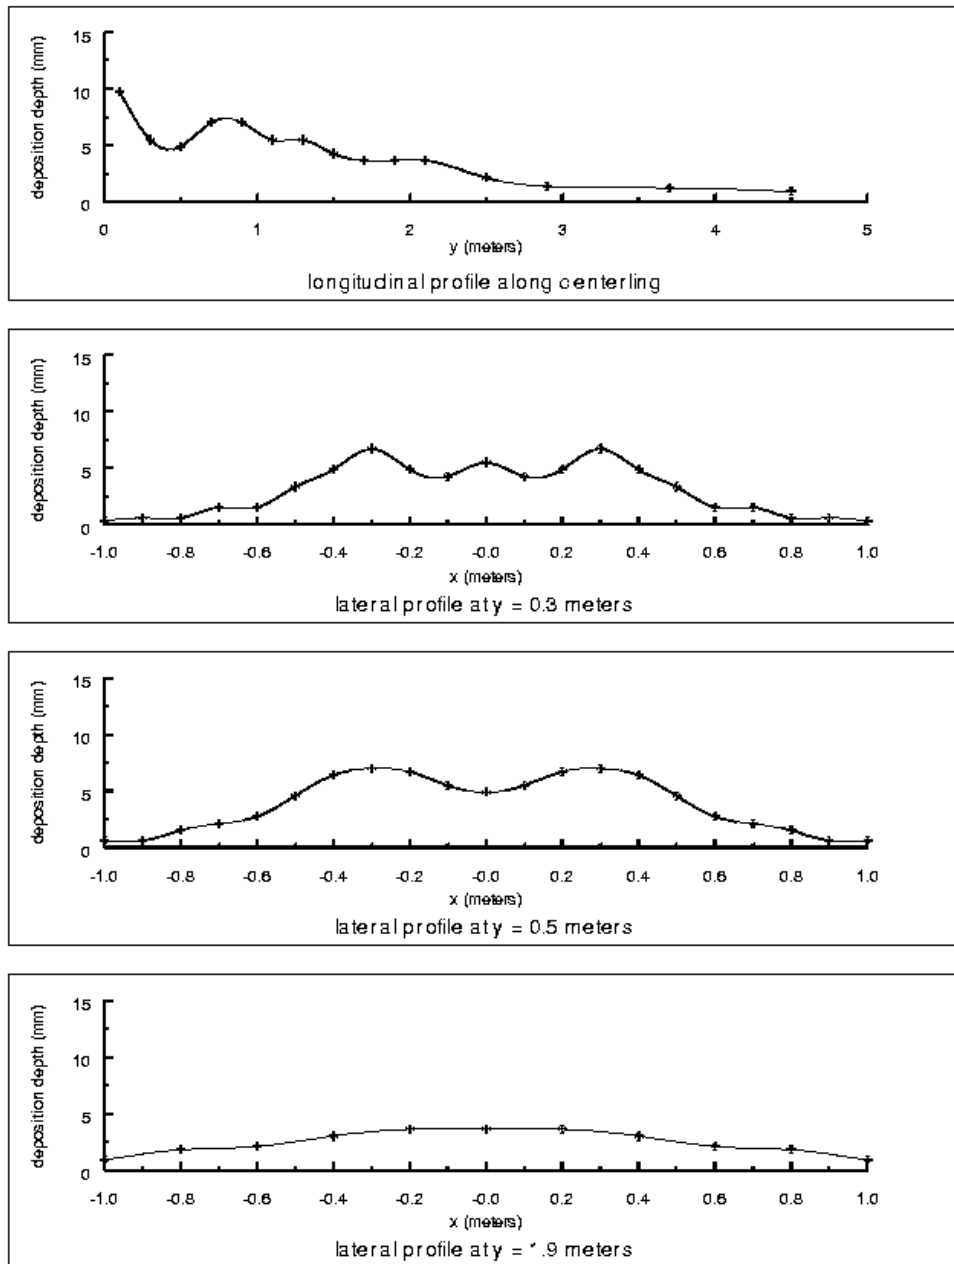 deposition depth (mm)
15
10
5
0
0 1 2 3 4 5
y (meters)
longitudinal profile along centerling
deposition depth (mm)
15
10
5
0
-1.0 -0.8 -0.6 -0.4 -0.2 -0.0 0.2 0.4 0.6 0.8 1.0
x (meters)
lateral profile at y = 0.3 meters
deposition depth (mm)
15
10
5
0
-1.0 -0.8 -0.6 -0.4 -0.2 -0.0 0.2 0.4 0.6 0.8 1.0
x (meters)
lateral profile at y = 0.5 meters
deposition depth (mm)
15
10
5
0
-1.0 -0.8 -0.6 -0.4 -0.2 -0.0 0.2 0.4 0.6 0.8 1.0
x (meters)
lateral profile at y = 1.9 meters